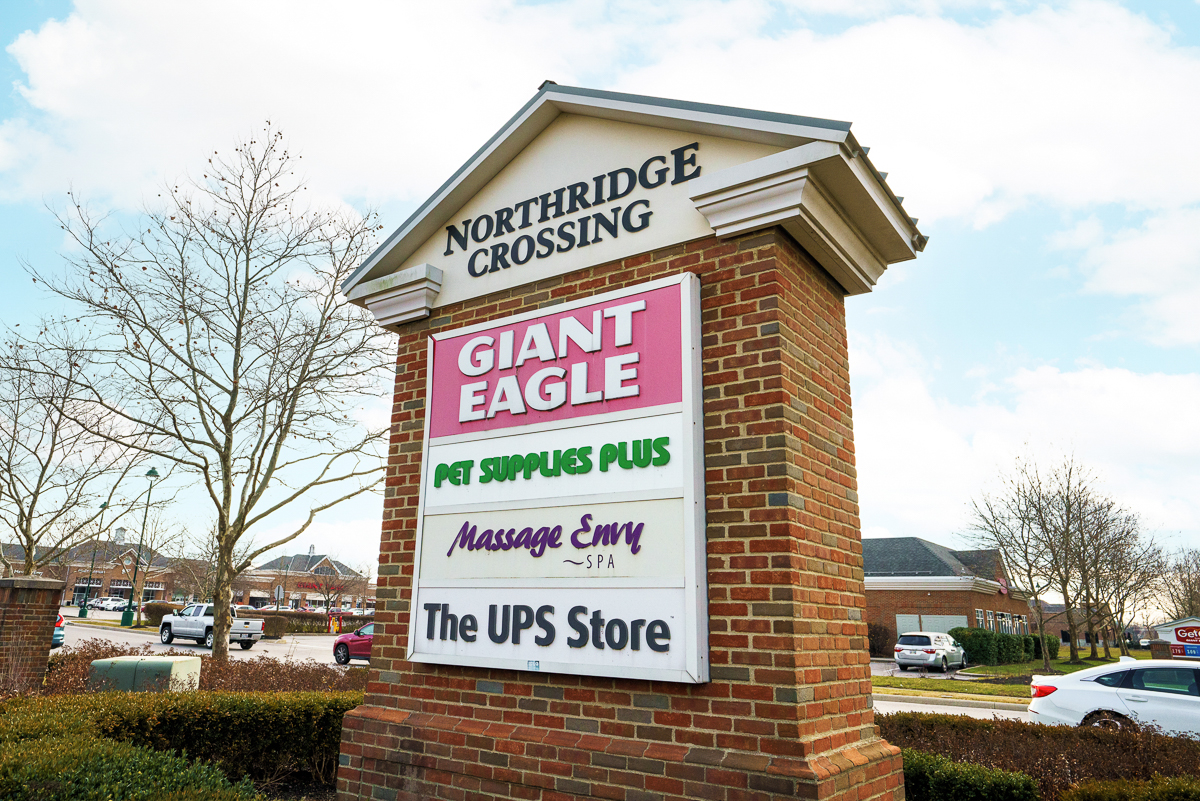 NORTHRIDGE
CROSSING
GIANT
EAGLE
PET SUPPLIES PLUS
Massage Envy
~SPA
The UPS Store